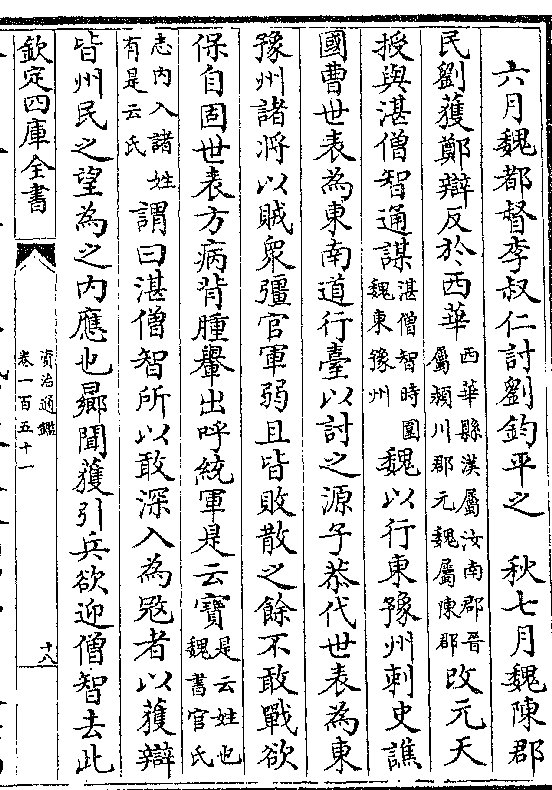 六月魏都督李叔仁討劉鈞平之　秋七月魏陳郡
民劉獲鄭辯反於西華西華縣漢屬汝南郡晉屬潁川郡元魏屬陳郡改元天
授與湛僧智通謀湛僧智時圍魏東豫州魏以行東豫州刺史譙
國曹世表為東南道行臺以討之源子恭代世表為東
豫州諸將以賊衆彊官軍弱且皆敗散之餘不敢戰欲
保自固世表方病背腫轝出呼統軍是云寶是云姓也魏書官氏
志内入諸姓有是云氏謂曰湛僧智所以敢深入為宼者以獲辯
皆州民之望為之内應也曏聞獲引兵欲迎僧智去此
欽定四庫全書
資治通鑑
卷一百五十一
十八